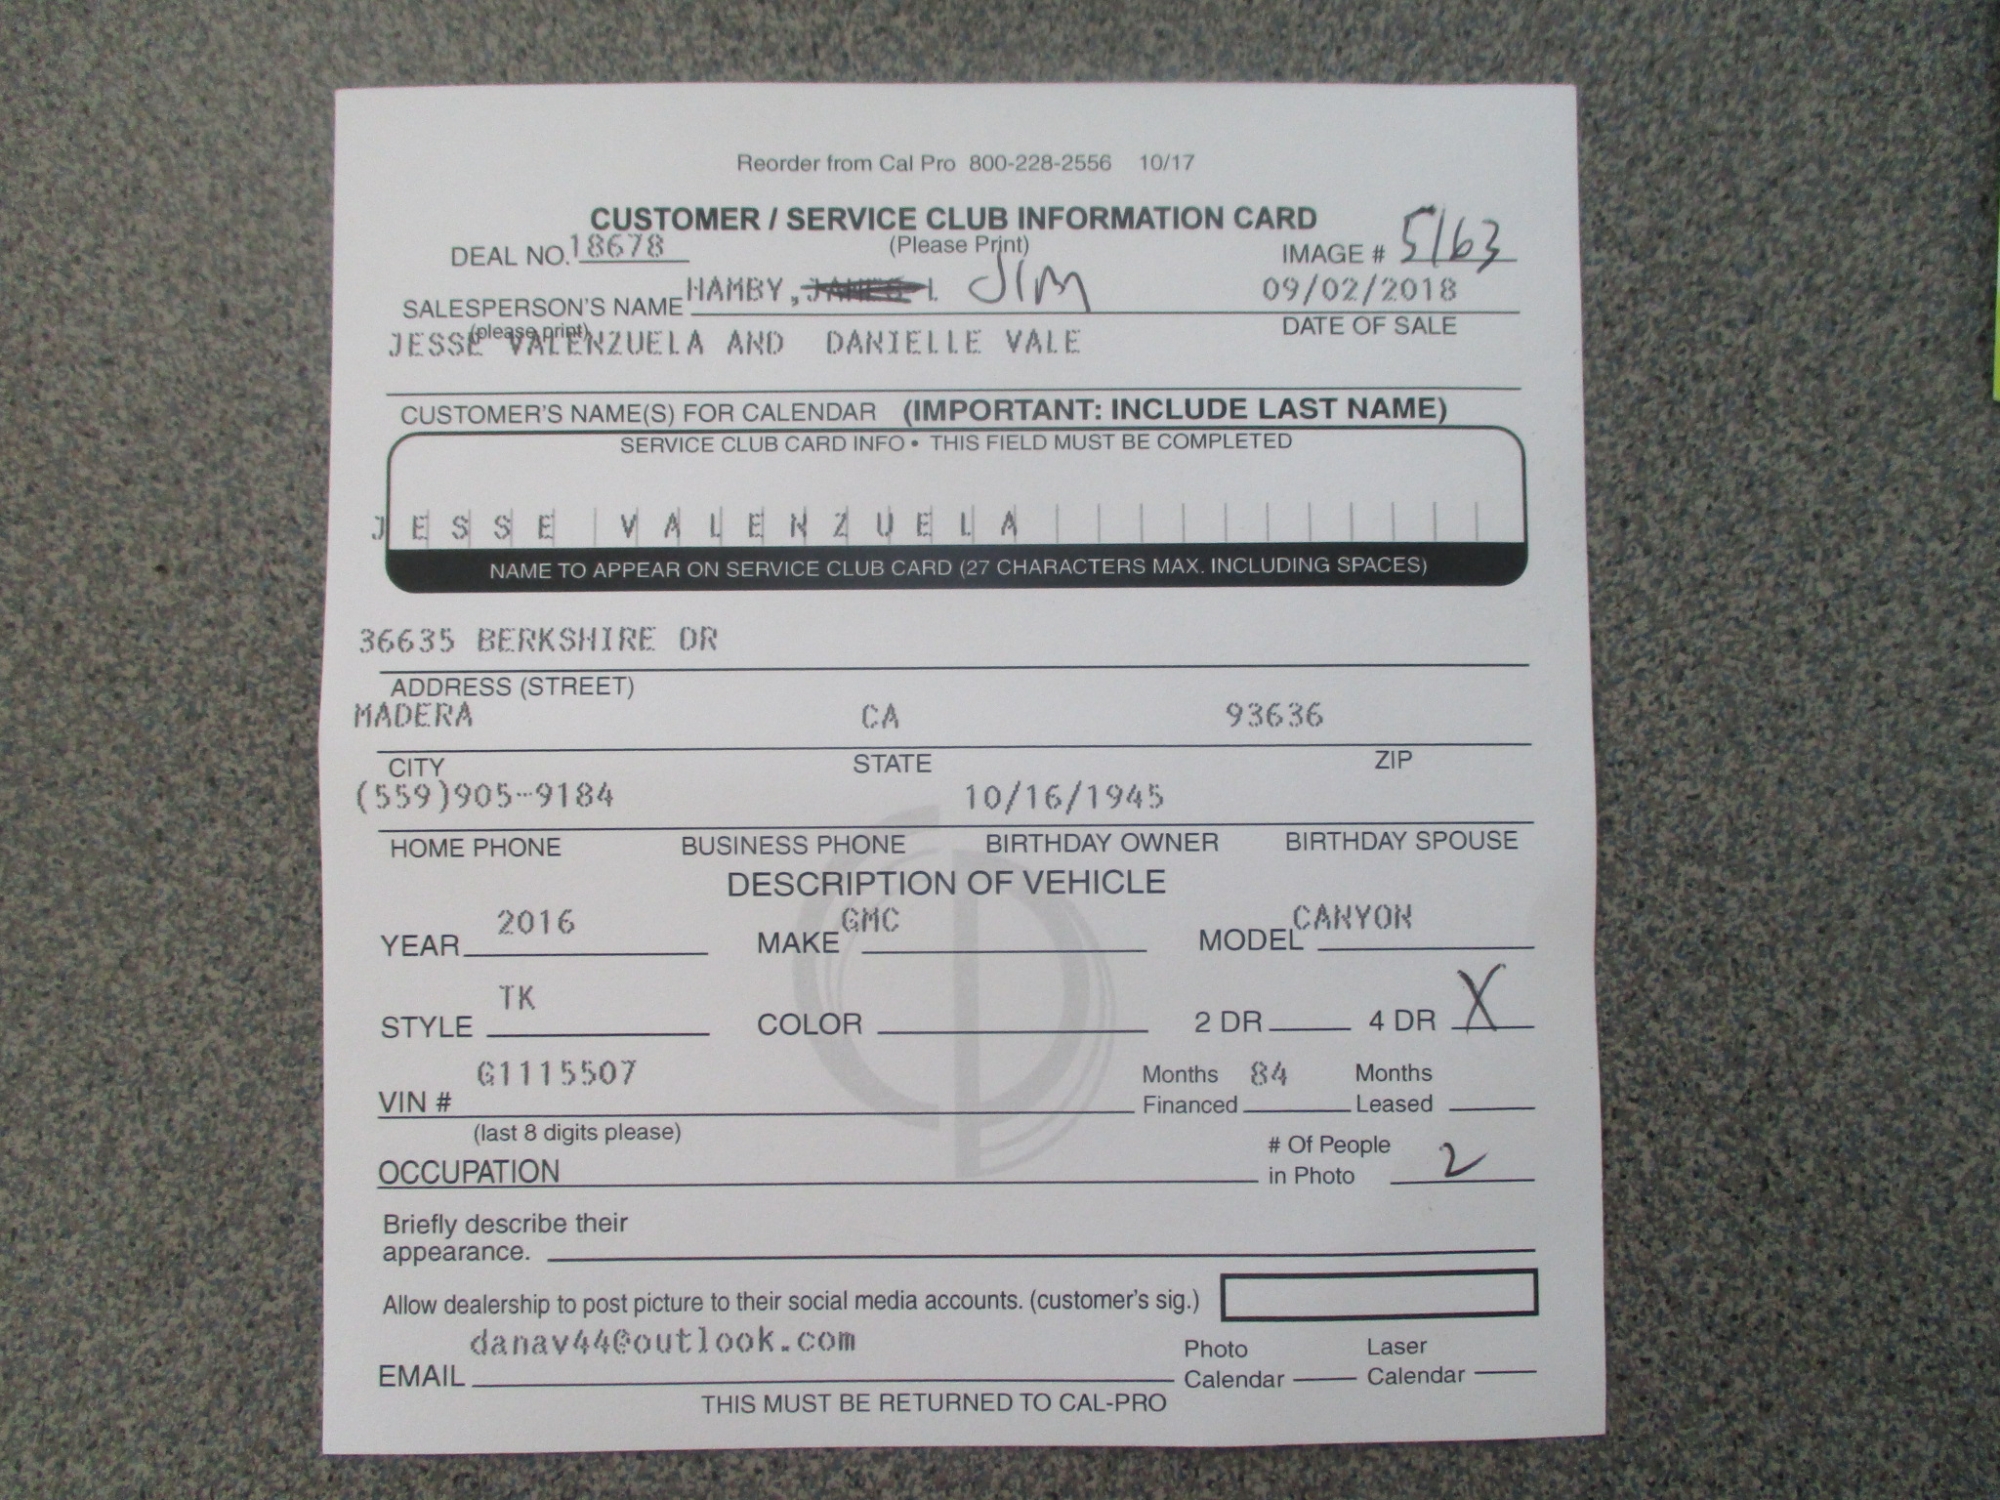 Reorder from Cal Pro 800-228-2556 10/17
CUSTOMER / SERVICE CLUB INFORMATION CARD
DEAL NO. 18678 (Please Print) IMAGE # 5163
SALESPERSON'S NAME HAMBY, L Jim 09/02/2018
(please print) DATE OF SALE
JESSE VALENZUELA AND DANIELLE VALE
CUSTOMER'S NAME(S) FOR CALENDAR (IMPORTANT: INCLUDE LAST NAME)
SERVICE CLUB CARD INFO • THIS FIELD MUST BE COMPLETED
JESSE VALENZUELA
NAME TO APPEAR ON SERVICE CLUB CARD (27 CHARACTERS MAX. INCLUDING SPACES)
36635 BERKSHIRE DR
ADDRESS (STREET)
MADERA CA 93636
CITY STATE ZIP
(559)905-9184 10/16/1945
HOME PHONE BUSINESS PHONE BIRTHDAY OWNER BIRTHDAY SPOUSE
DESCRIPTION OF VEHICLE
YEAR 2016 MAKE GMC MODEL CANYON
STYLE TK COLOR 2 DR 4 DR X
VIN # G1115507 Months Financed 84 Months Leased
(last 8 digits please)
OCCUPATION # Of People in Photo 2
Briefly describe their
appearance.
Allow dealership to post picture to their social media accounts. (customer's sig.)
EMAIL danav44@outlook.com Photo Calendar Laser Calendar
THIS MUST BE RETURNED TO CAL-PRO